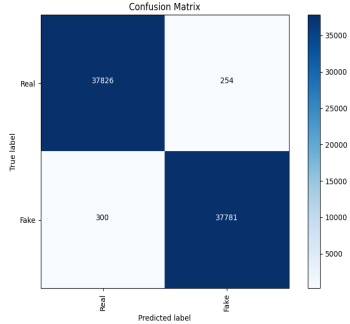 Confusion Matrix
Real
37826
254
True label
Fake
300
37781
Real
Fake
Predicted label
35000
30000
25000
20000
15000
10000
5000